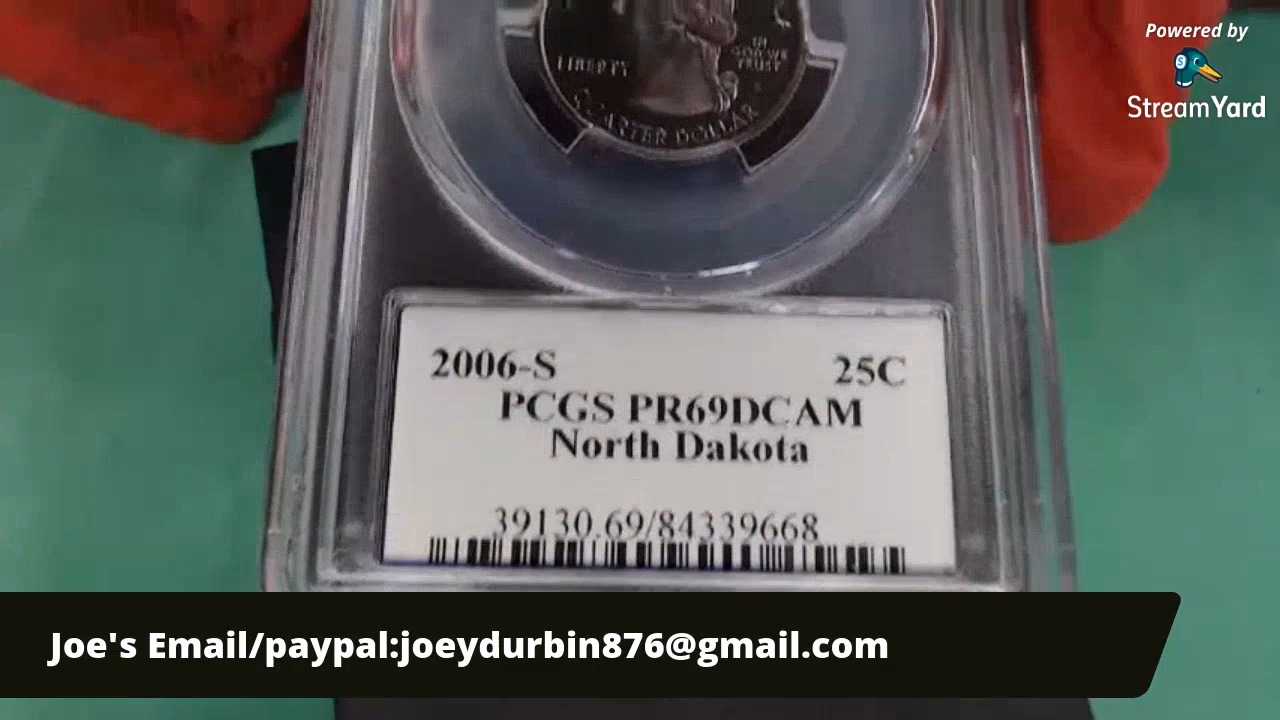 Powered by
StreamYard
LIBERTY
IN
GOD WE
TRUST
QUARTER DOLLAR
2006-S 25C
PCGS PR69DCAM
North Dakota
39130.69/84339668
Joe's Email/paypal:joeydurbin876@gmail.com